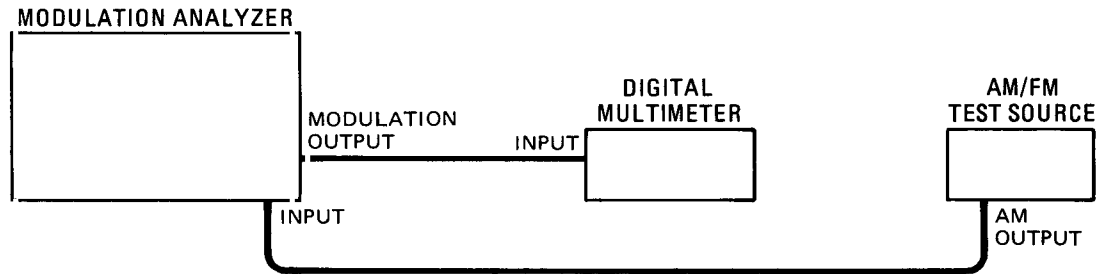 MODULATION ANALYZER
MODULATION
OUTPUT
INPUT
DIGITAL
MULTIMETER
INPUT
AM/FM
TEST SOURCE
AM
OUTPUT